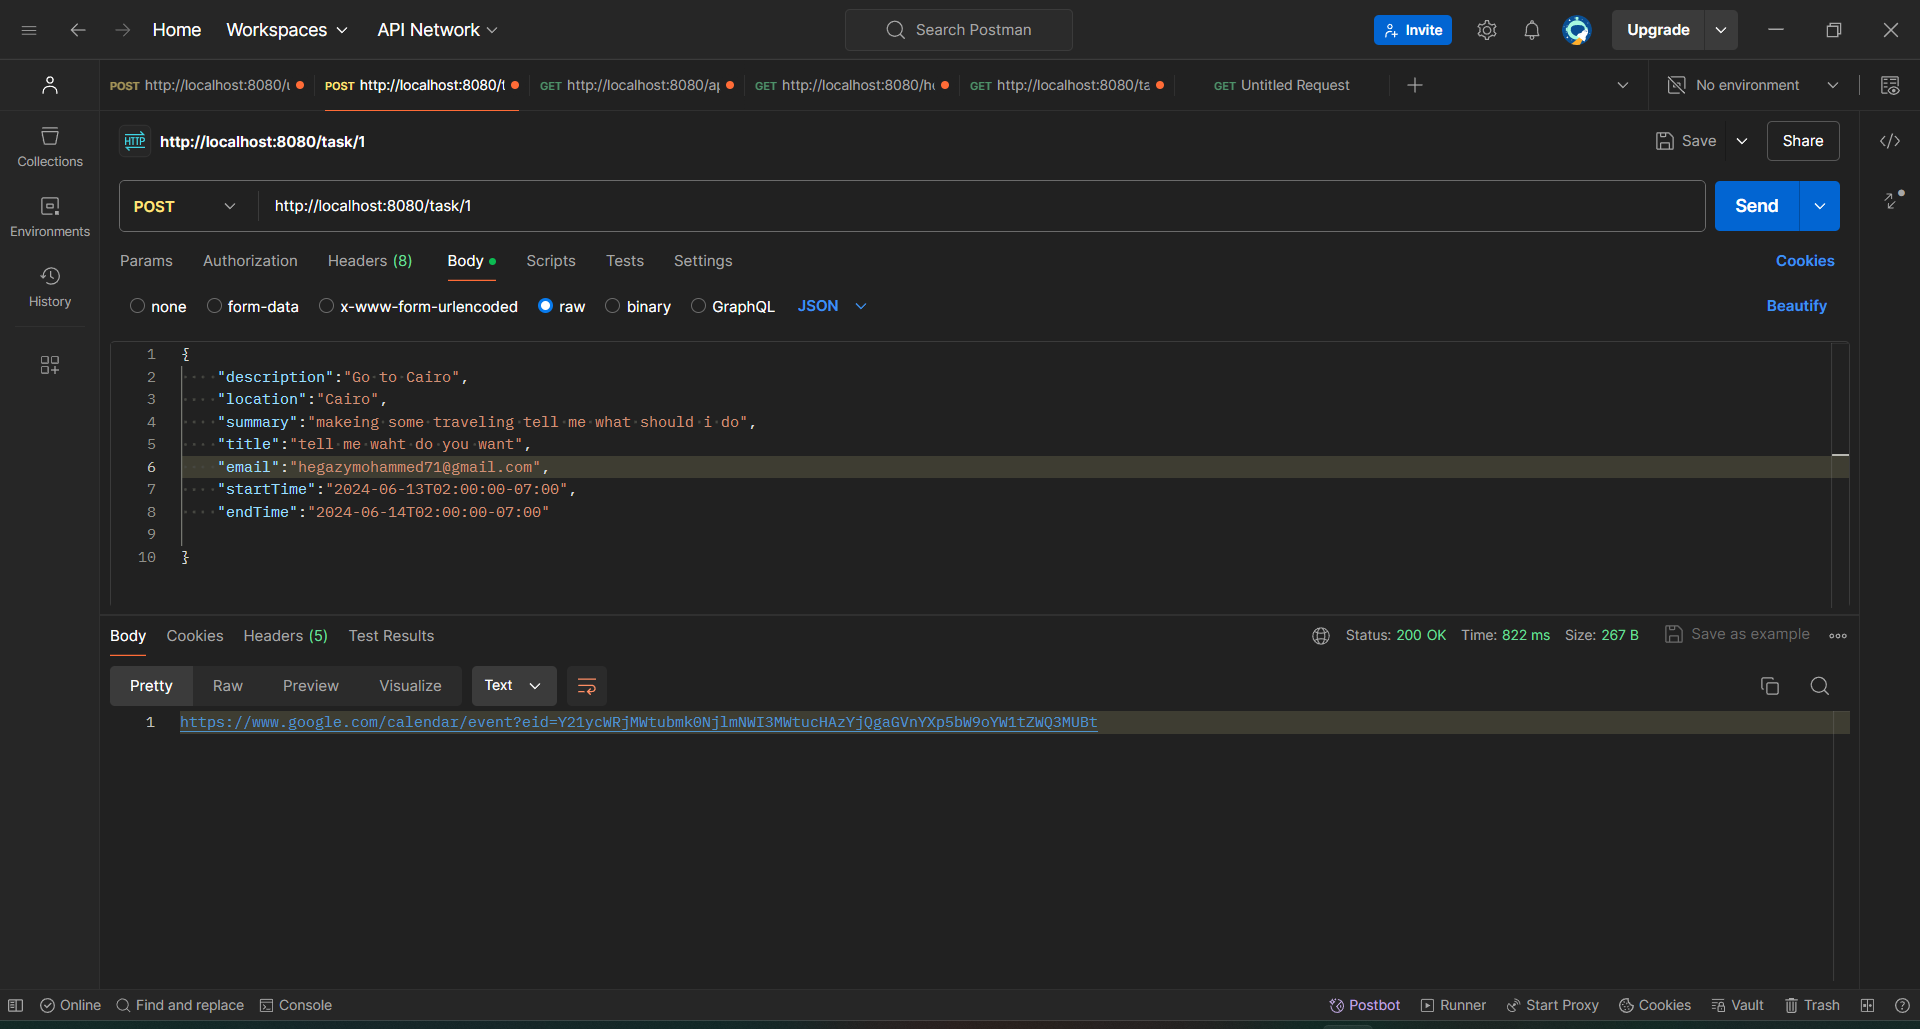 Home Workspaces API Network Search Postman Invite Upgrade
POST http://localhost:8080/ POST http://localhost:8080/t GET http://localhost:8080/a GET http://localhost:8080/h GET http://localhost:8080/ta GET Untitled Request No environment
HTTP http://localhost:8080/task/1 Save Share
Collections
POST http://localhost:8080/task/1 Send
Environments
Params Authorization Headers (8) Body Scripts Tests Settings Cookies
History
none form-data x-www-form-urlencoded raw binary GraphQL JSON Beautify
1 {
2 "description":"Go to Cairo",
3 "location":"Cairo",
4 "summary":"makeing some traveling tell me what should i do",
5 "title":"tell me waht do you want",
6 "email":"hegazymohammed71@gmail.com",
7 "startTime":"2024-06-13T02:00:00-07:00",
8 "endTime":"2024-06-14T02:00:00-07:00"
9
10 }
Body Cookies Headers (5) Test Results Status: 200 OK Time: 822 ms Size: 267 B Save as example
Pretty Raw Preview Visualize Text
1 https://www.google.com/calendar/event?eid=Y21ycWRjMWtubmk0NjlmNWI3MWtucHAzYjQgaGVnYXp5bW9oYW1tZWQ3MUBt
Online Find and replace Console Postbot Runner Start Proxy Cookies Vault Trash